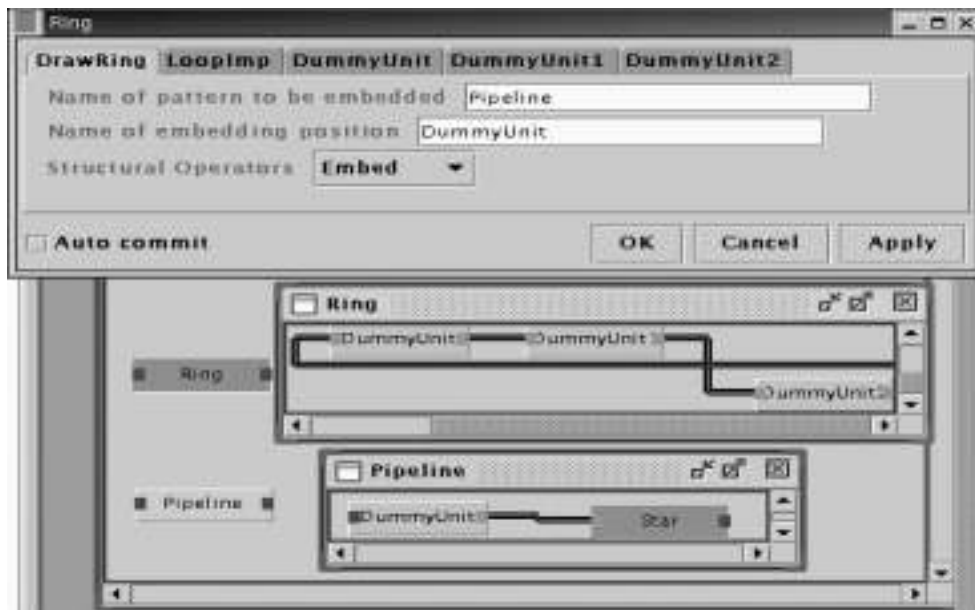 Ring
DrawRing LoopImp DummyUnit DummyUnit1 DummyUnit2
Name of pattern to be embedded Pipeline
Name of embedding position DummyUnit
Structural Operators Embed
Auto commit OK Cancel Apply
Ring
DummyUnit DummyUnit
Ring
DummyUnit2
Pipeline
Pipeline
DummyUnit Star